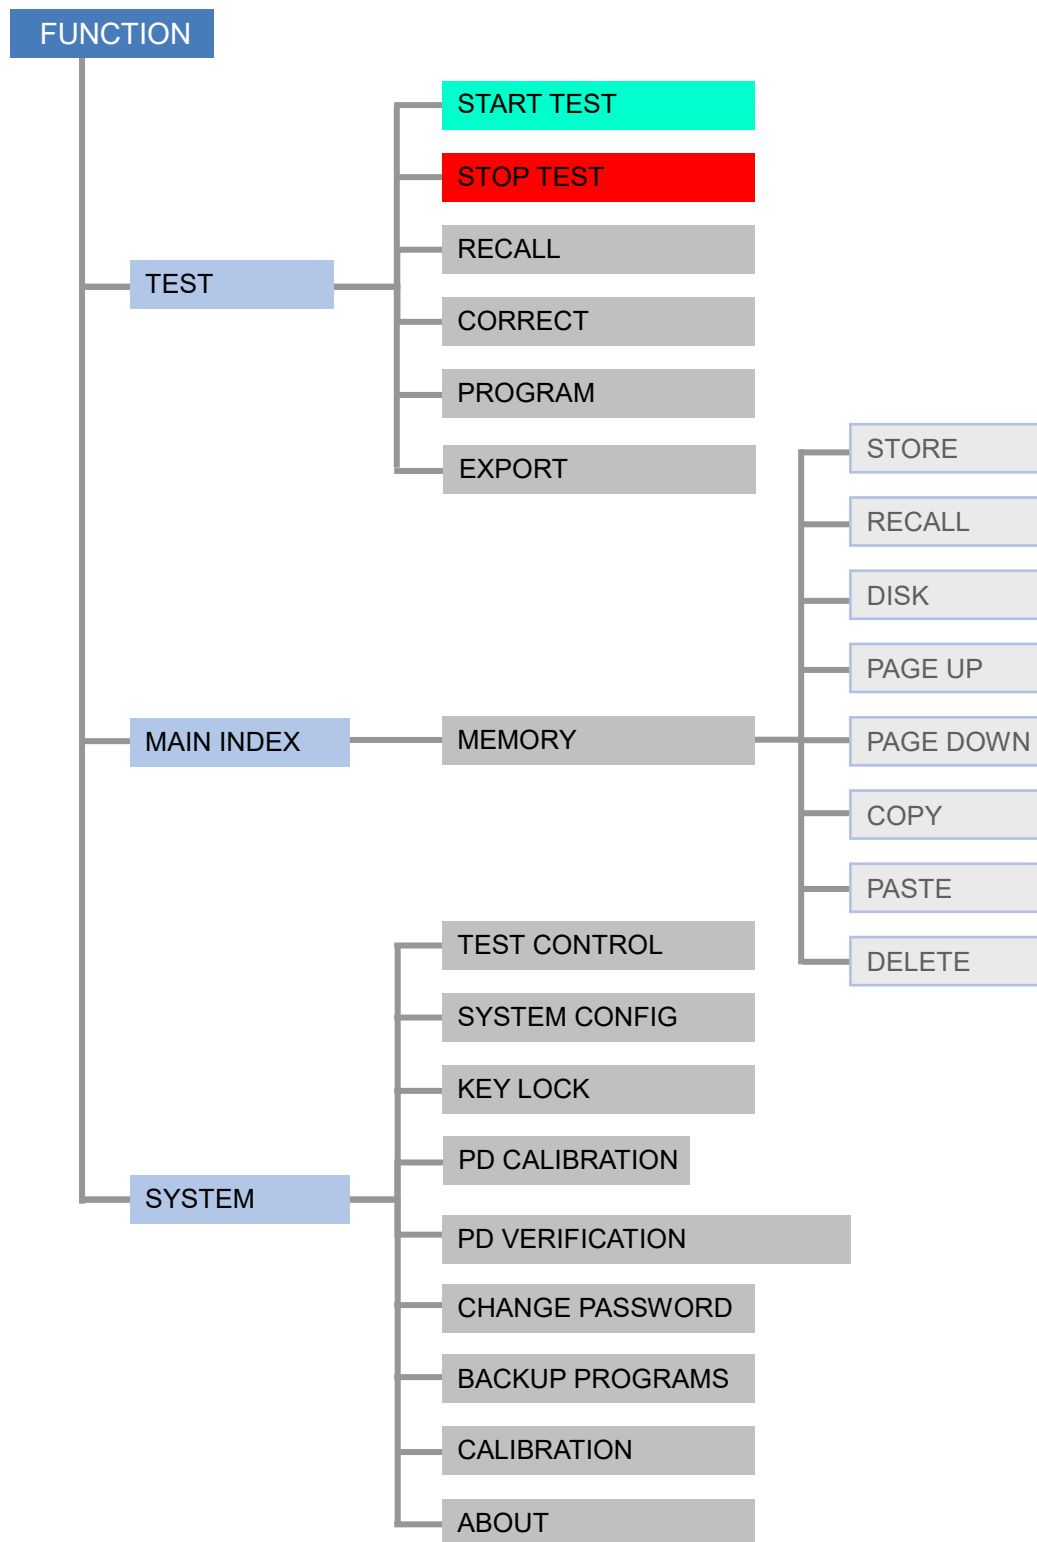 FUNCTION
START TEST
STOP TEST
RECALL
TEST
CORRECT
PROGRAM
EXPORT
STORE
RECALL
DISK
PAGE UP
MAIN INDEX
MEMORY
PAGE DOWN
COPY
PASTE
DELETE
TEST CONTROL
SYSTEM CONFIG
KEY LOCK
PD CALIBRATION
SYSTEM
PD VERIFICATION
CHANGE PASSWORD
BACKUP PROGRAMS
CALIBRATION
ABOUT